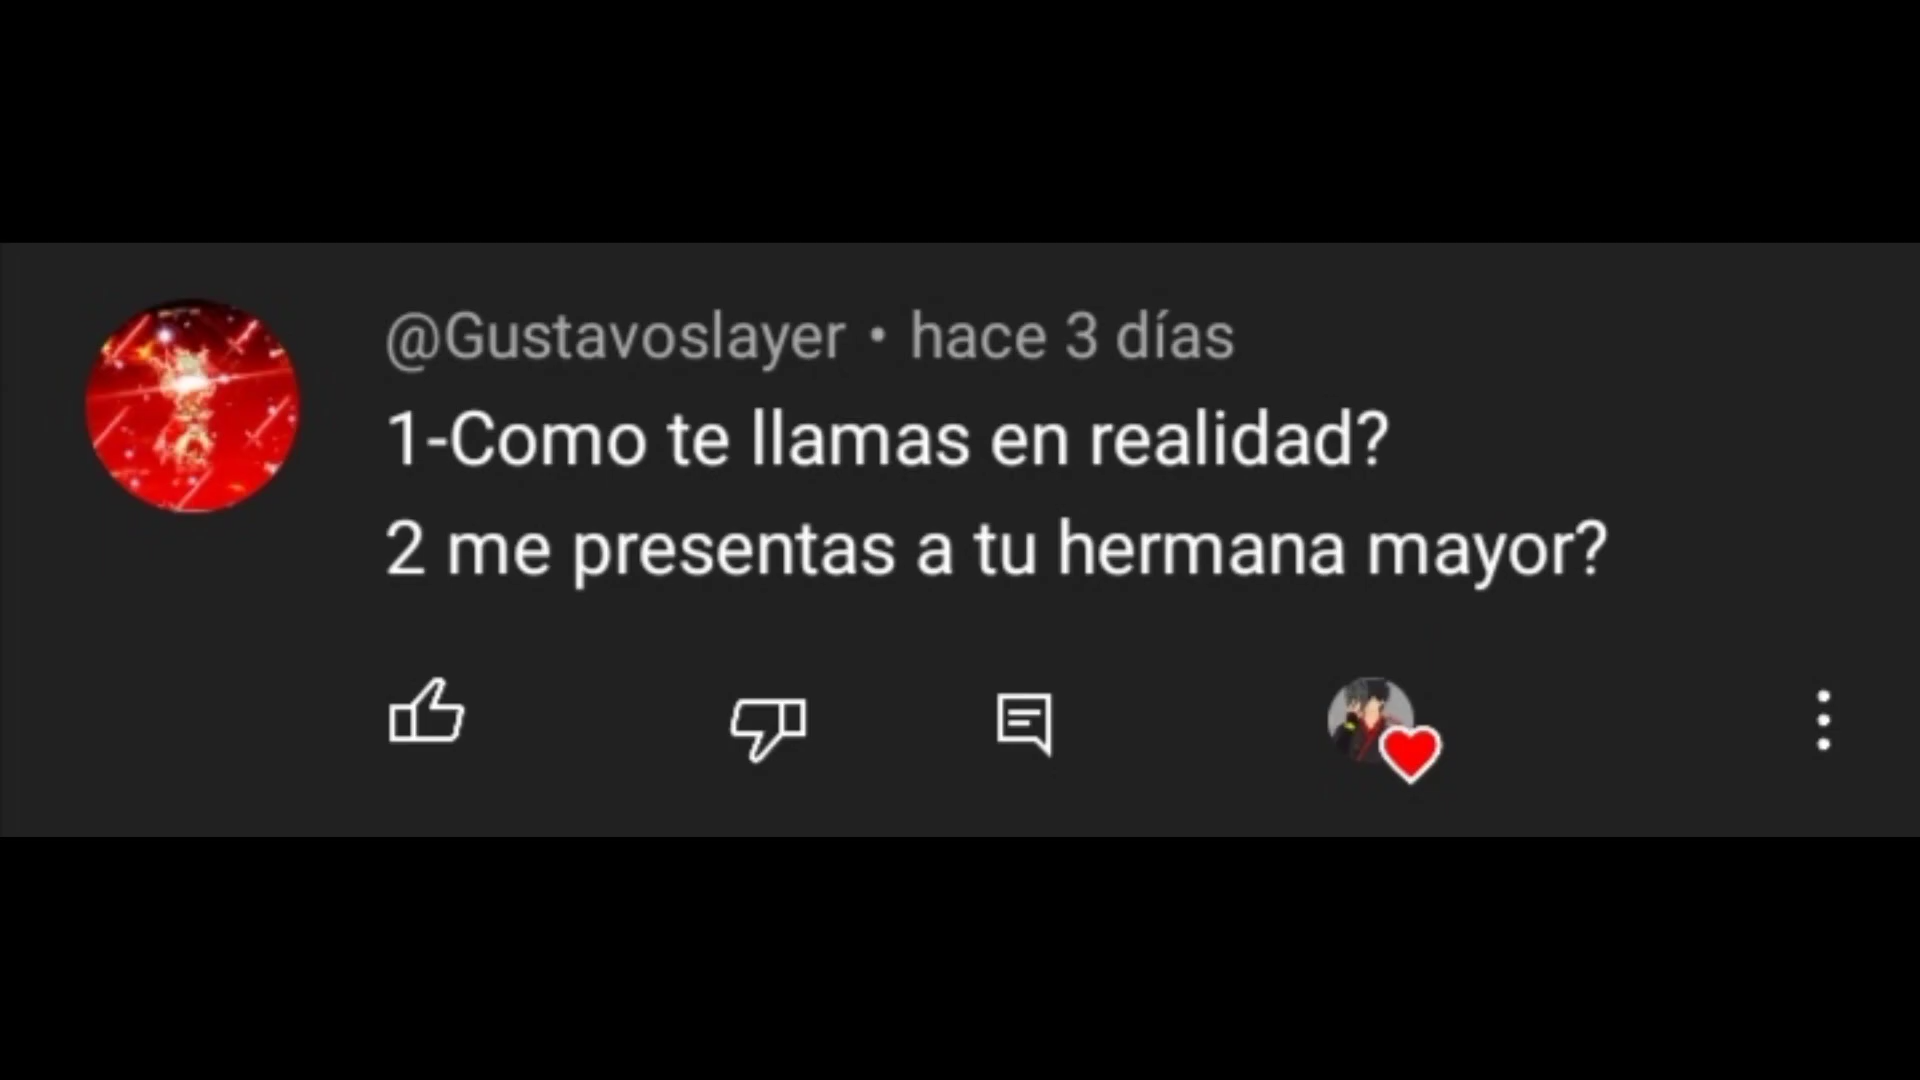 @Gustavoslayer • hace 3 días
1-Como te llamas en realidad?
2 me presentas a tu hermana mayor?